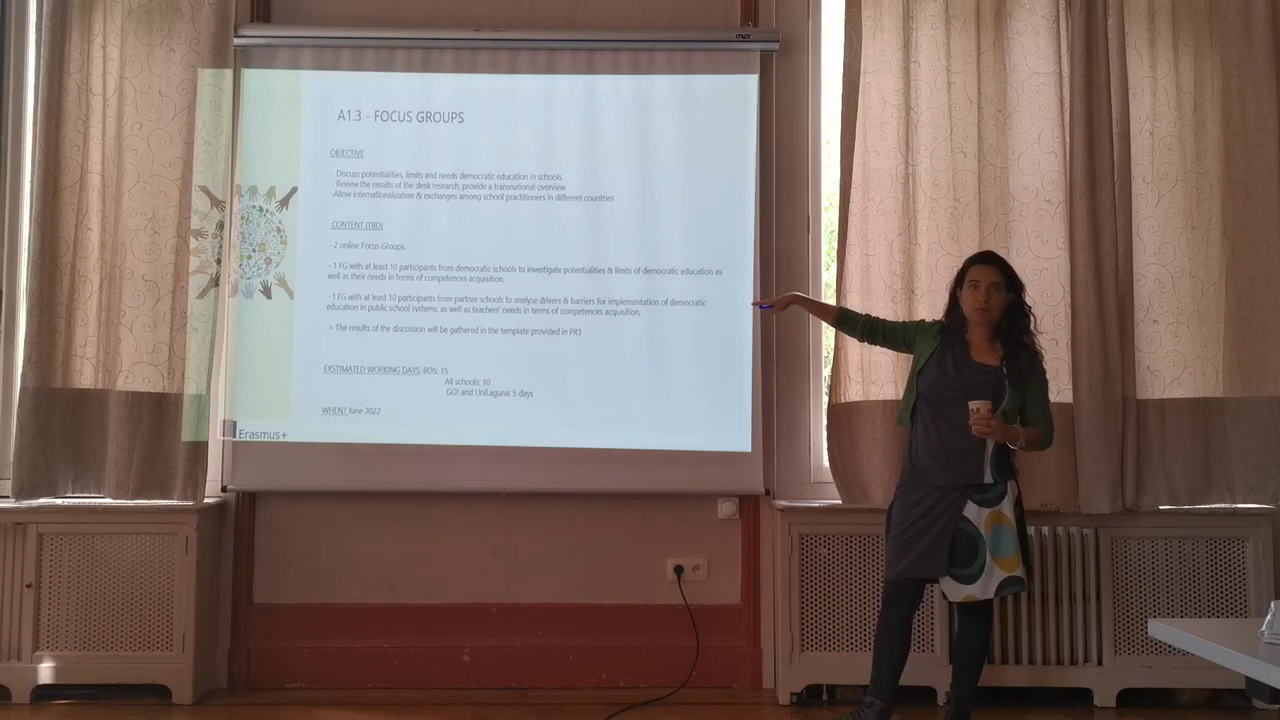 A1.3 - FOCUS GROUPS
OBJECTIVE
- Discuss potentialities, limits and needs democratic education in schools.
- Review the results of the desk research, provide a transnational overview
-Allow internationalization & exchanges among school practitioners in different countries
CONTENT (TBD)
- 2 online Focus Groups.
- 1 FG with at least 10 participants from democratic schools to investigate potentialities & limits of democratic education as
well as their needs in terms of competences acquisition.
- 1 FG with at least 10 participants from partner schools to analyse drivers & barriers for implementation of democratic
education in public school systems, as well as teachers' needs in terms of competences acquisition.
-> The results of the discussion will be gathered in the template provided in PR1
EXSTIMATED WORKING DAYS: BOS: 15
All schools: 10
GO! and UniLaguna: 5 days
WHEN? June 2022
Erasmus+